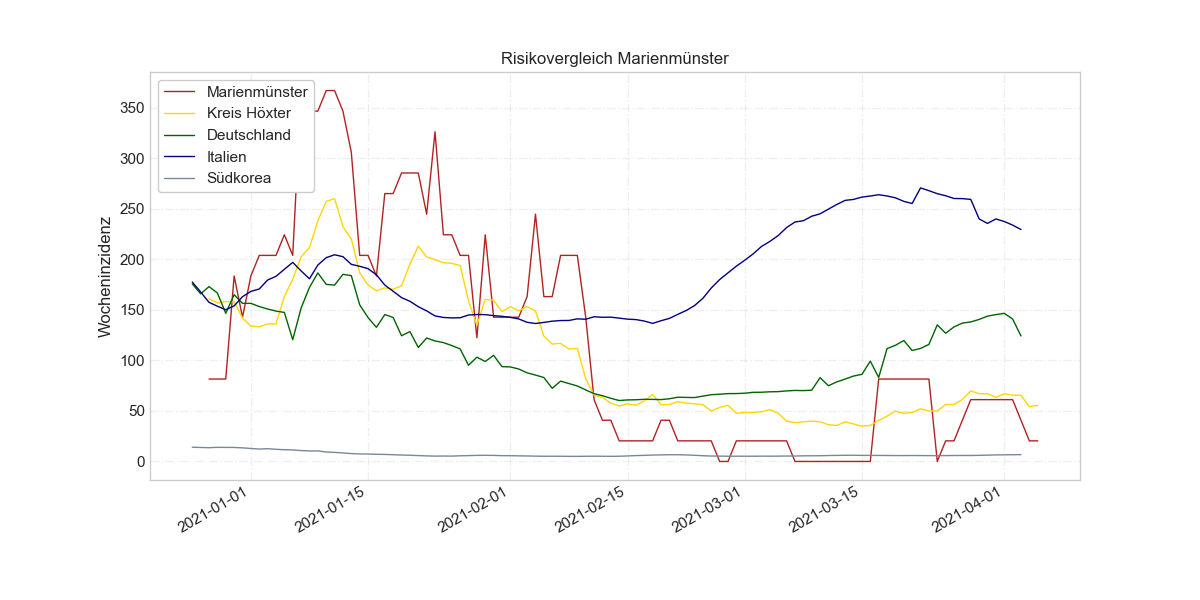 Risikovergleich Marienmünster
Marienmünster
Kreis Höxter
Deutschland
Italien
Südkorea
Wocheninzidenz
350
300
250
200
150
100
50
0
2021-01-01
2021-01-15
2021-02-01
2021-02-15
2021-03-01
2021-03-15
2021-04-01